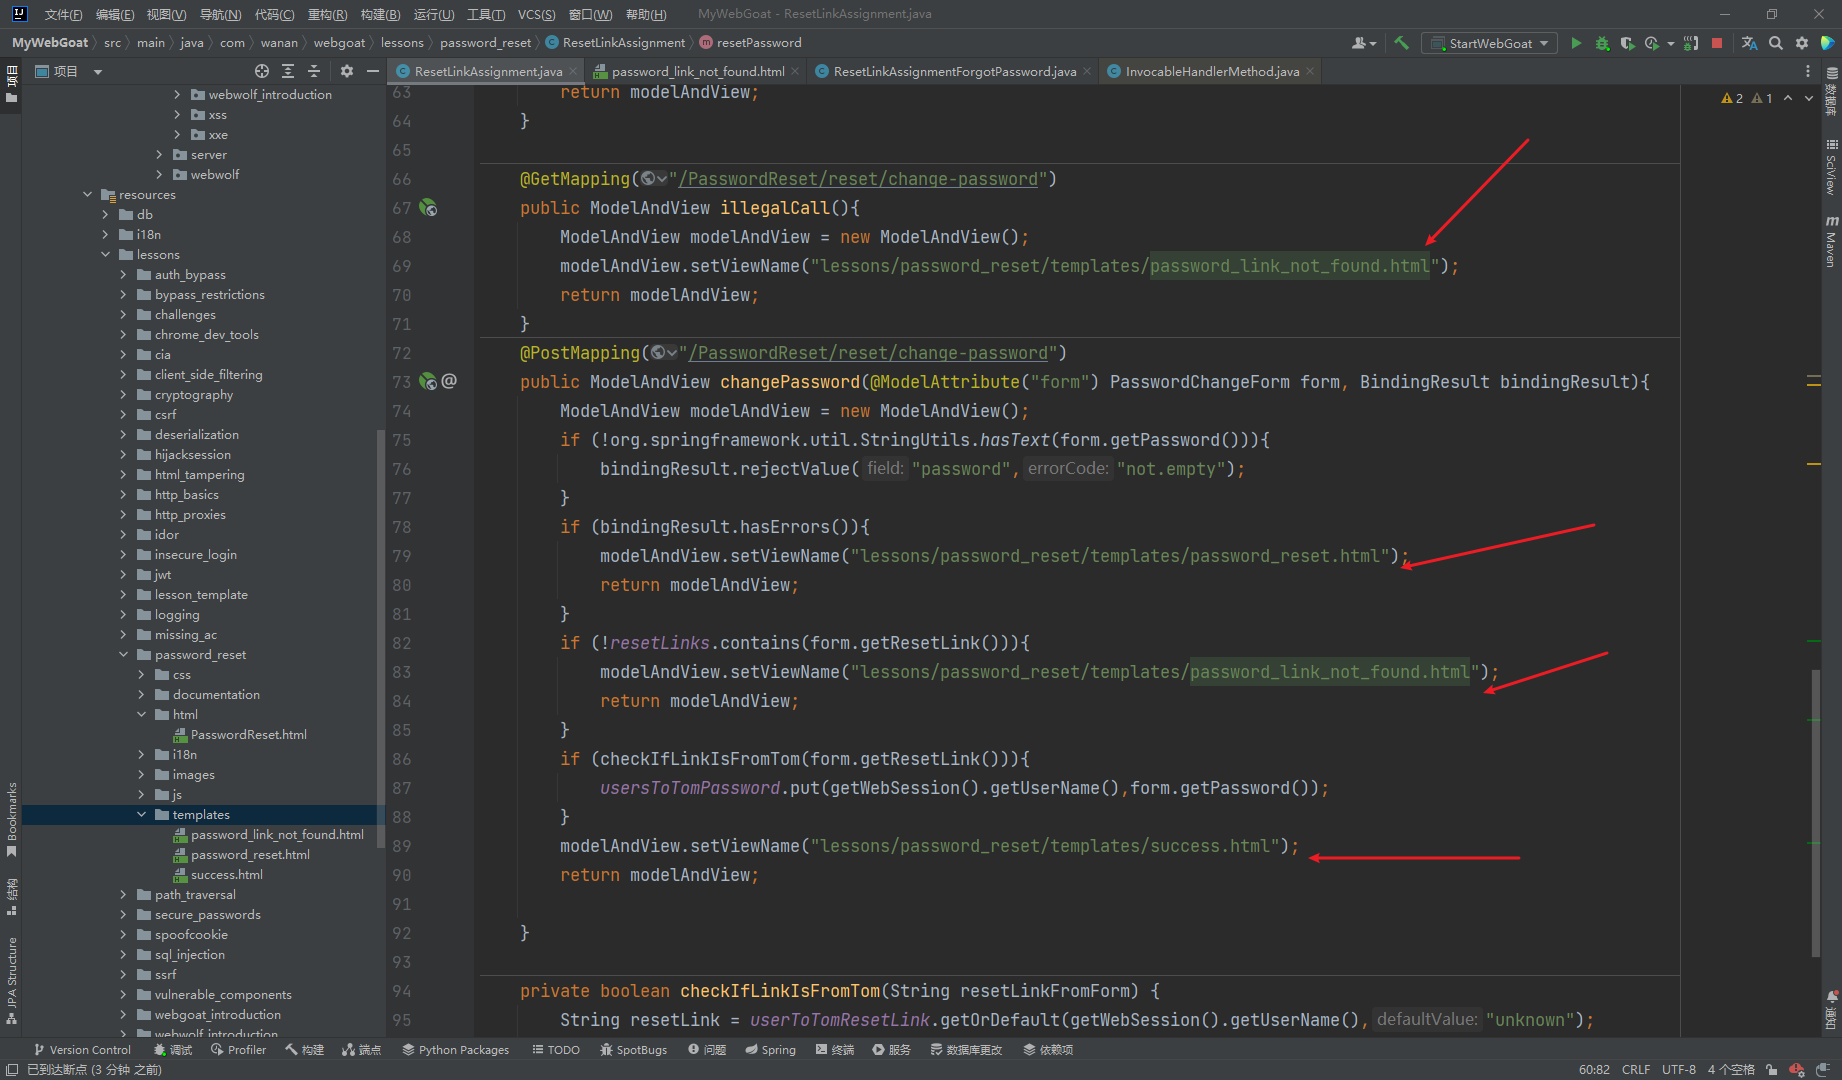 文件(F) 编辑(E) 视图(V) 导航(N) 代码(C) 重构(R) 构建(B) 运行(U) 工具(T) VCS(S) 窗口(W) 帮助(H) MyWebGoat - ResetLinkAssignment.java
MyWebGoat src main java com wanan webgoat lessons password_reset ResetLinkAssignment resetPassword StartWebGoat
项目
ResetLinkAssignment.java password_link_not_found.html ResetLinkAssignmentForgotPassword.java InvocableHandlerMethod.java
项目
webwolf_introduction
xss
xxe
server
webwolf
resources
db
i18n
lessons
auth_bypass
bypass_restrictions
challenges
chrome_dev_tools
cia
client_side_filtering
cryptography
csrf
deserialization
hijacksession
html_tampering
http_basics
http_proxies
idor
insecure_login
jwt
lesson_template
logging
missing_ac
password_reset
css
documentation
html
PasswordReset.html
i18n
images
js
templates
password_link_not_found.html
password_reset.html
success.html
path_traversal
secure_passwords
spoofcookie
sql_injection
ssrf
vulnerable_components
webgoat_introduction
webwolf_introduction
Bookmarks
结构
JPA Structure
2 1
63 return modelAndView;
64 }
65
66 @GetMapping("/PasswordReset/reset/change-password")
67 public ModelAndView illegalCall(){
68 ModelAndView modelAndView = new ModelAndView();
69 modelAndView.setViewName("lessons/password_reset/templates/password_link_not_found.html");
70 return modelAndView;
71 }
72 @PostMapping("/PasswordReset/reset/change-password")
73 @ public ModelAndView changePassword(@ModelAttribute("form") PasswordChangeForm form, BindingResult bindingResult){
74 ModelAndView modelAndView = new ModelAndView();
75 if (!org.springframework.util.StringUtils.hasText(form.getPassword())){
76 bindingResult.rejectValue( field: "password", errorCode: "not.empty");
77 }
78 if (bindingResult.hasErrors()){
79 modelAndView.setViewName("lessons/password_reset/templates/password_reset.html");
80 return modelAndView;
81 }
82 if (!resetLinks.contains(form.getResetLink())){
83 modelAndView.setViewName("lessons/password_reset/templates/password_link_not_found.html");
84 return modelAndView;
85 }
86 if (checkIfLinkIsFromTom(form.getResetLink())){
87 usersToTomPassword.put(getWebSession().getUserName(),form.getPassword());
88 }
89 modelAndView.setViewName("lessons/password_reset/templates/success.html");
90 return modelAndView;
91
92 }
93
94 private boolean checkIfLinkIsFromTom(String resetLinkFromForm) {
95 String resetLink = userToTomResetLink.getOrDefault(getWebSession().getUserName(), defaultValue: "unknown");
数据库
SciView
m Maven
通知
Version Control 调试 Profiler 构建 端点 Python Packages TODO SpotBugs 问题 Spring 终端 服务 数据库更改 依赖项
已到达断点 (3 分钟 之前) 60:82 CRLF UTF-8 4 个空格